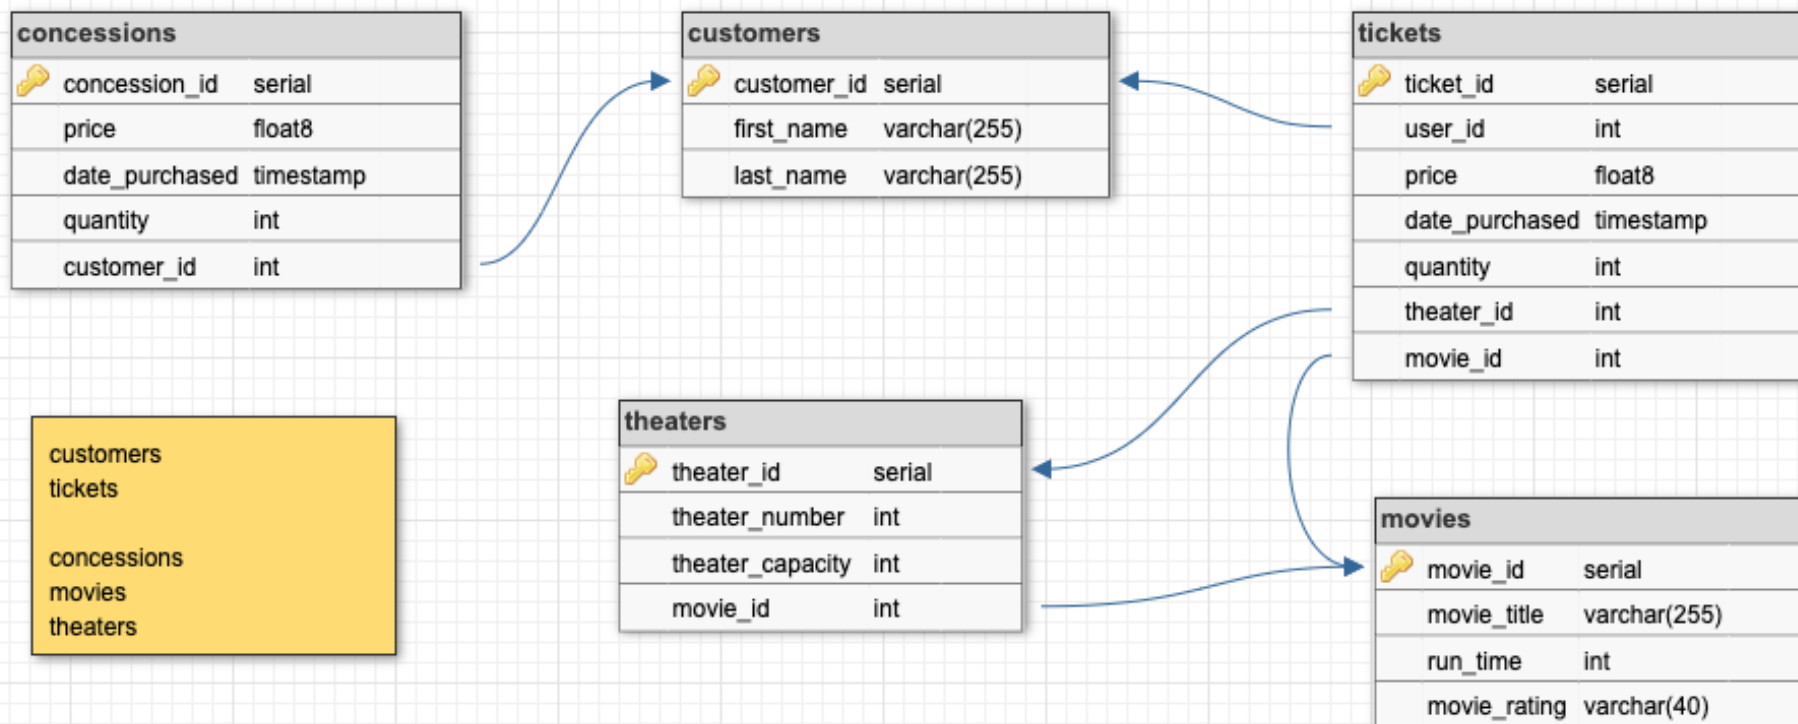 concessions
concession_id serial
price float8
date_purchased timestamp
quantity int
customer_id int
customers
customer_id serial
first_name varchar(255)
last_name varchar(255)
tickets
ticket_id serial
user_id int
price float8
date_purchased timestamp
quantity int
theater_id int
movie_id int
customers
tickets
concessions
movies
theaters
theaters
theater_id serial
theater_number int
theater_capacity int
movie_id int
movies
movie_id serial
movie_title varchar(255)
run_time int
movie_rating varchar(40)